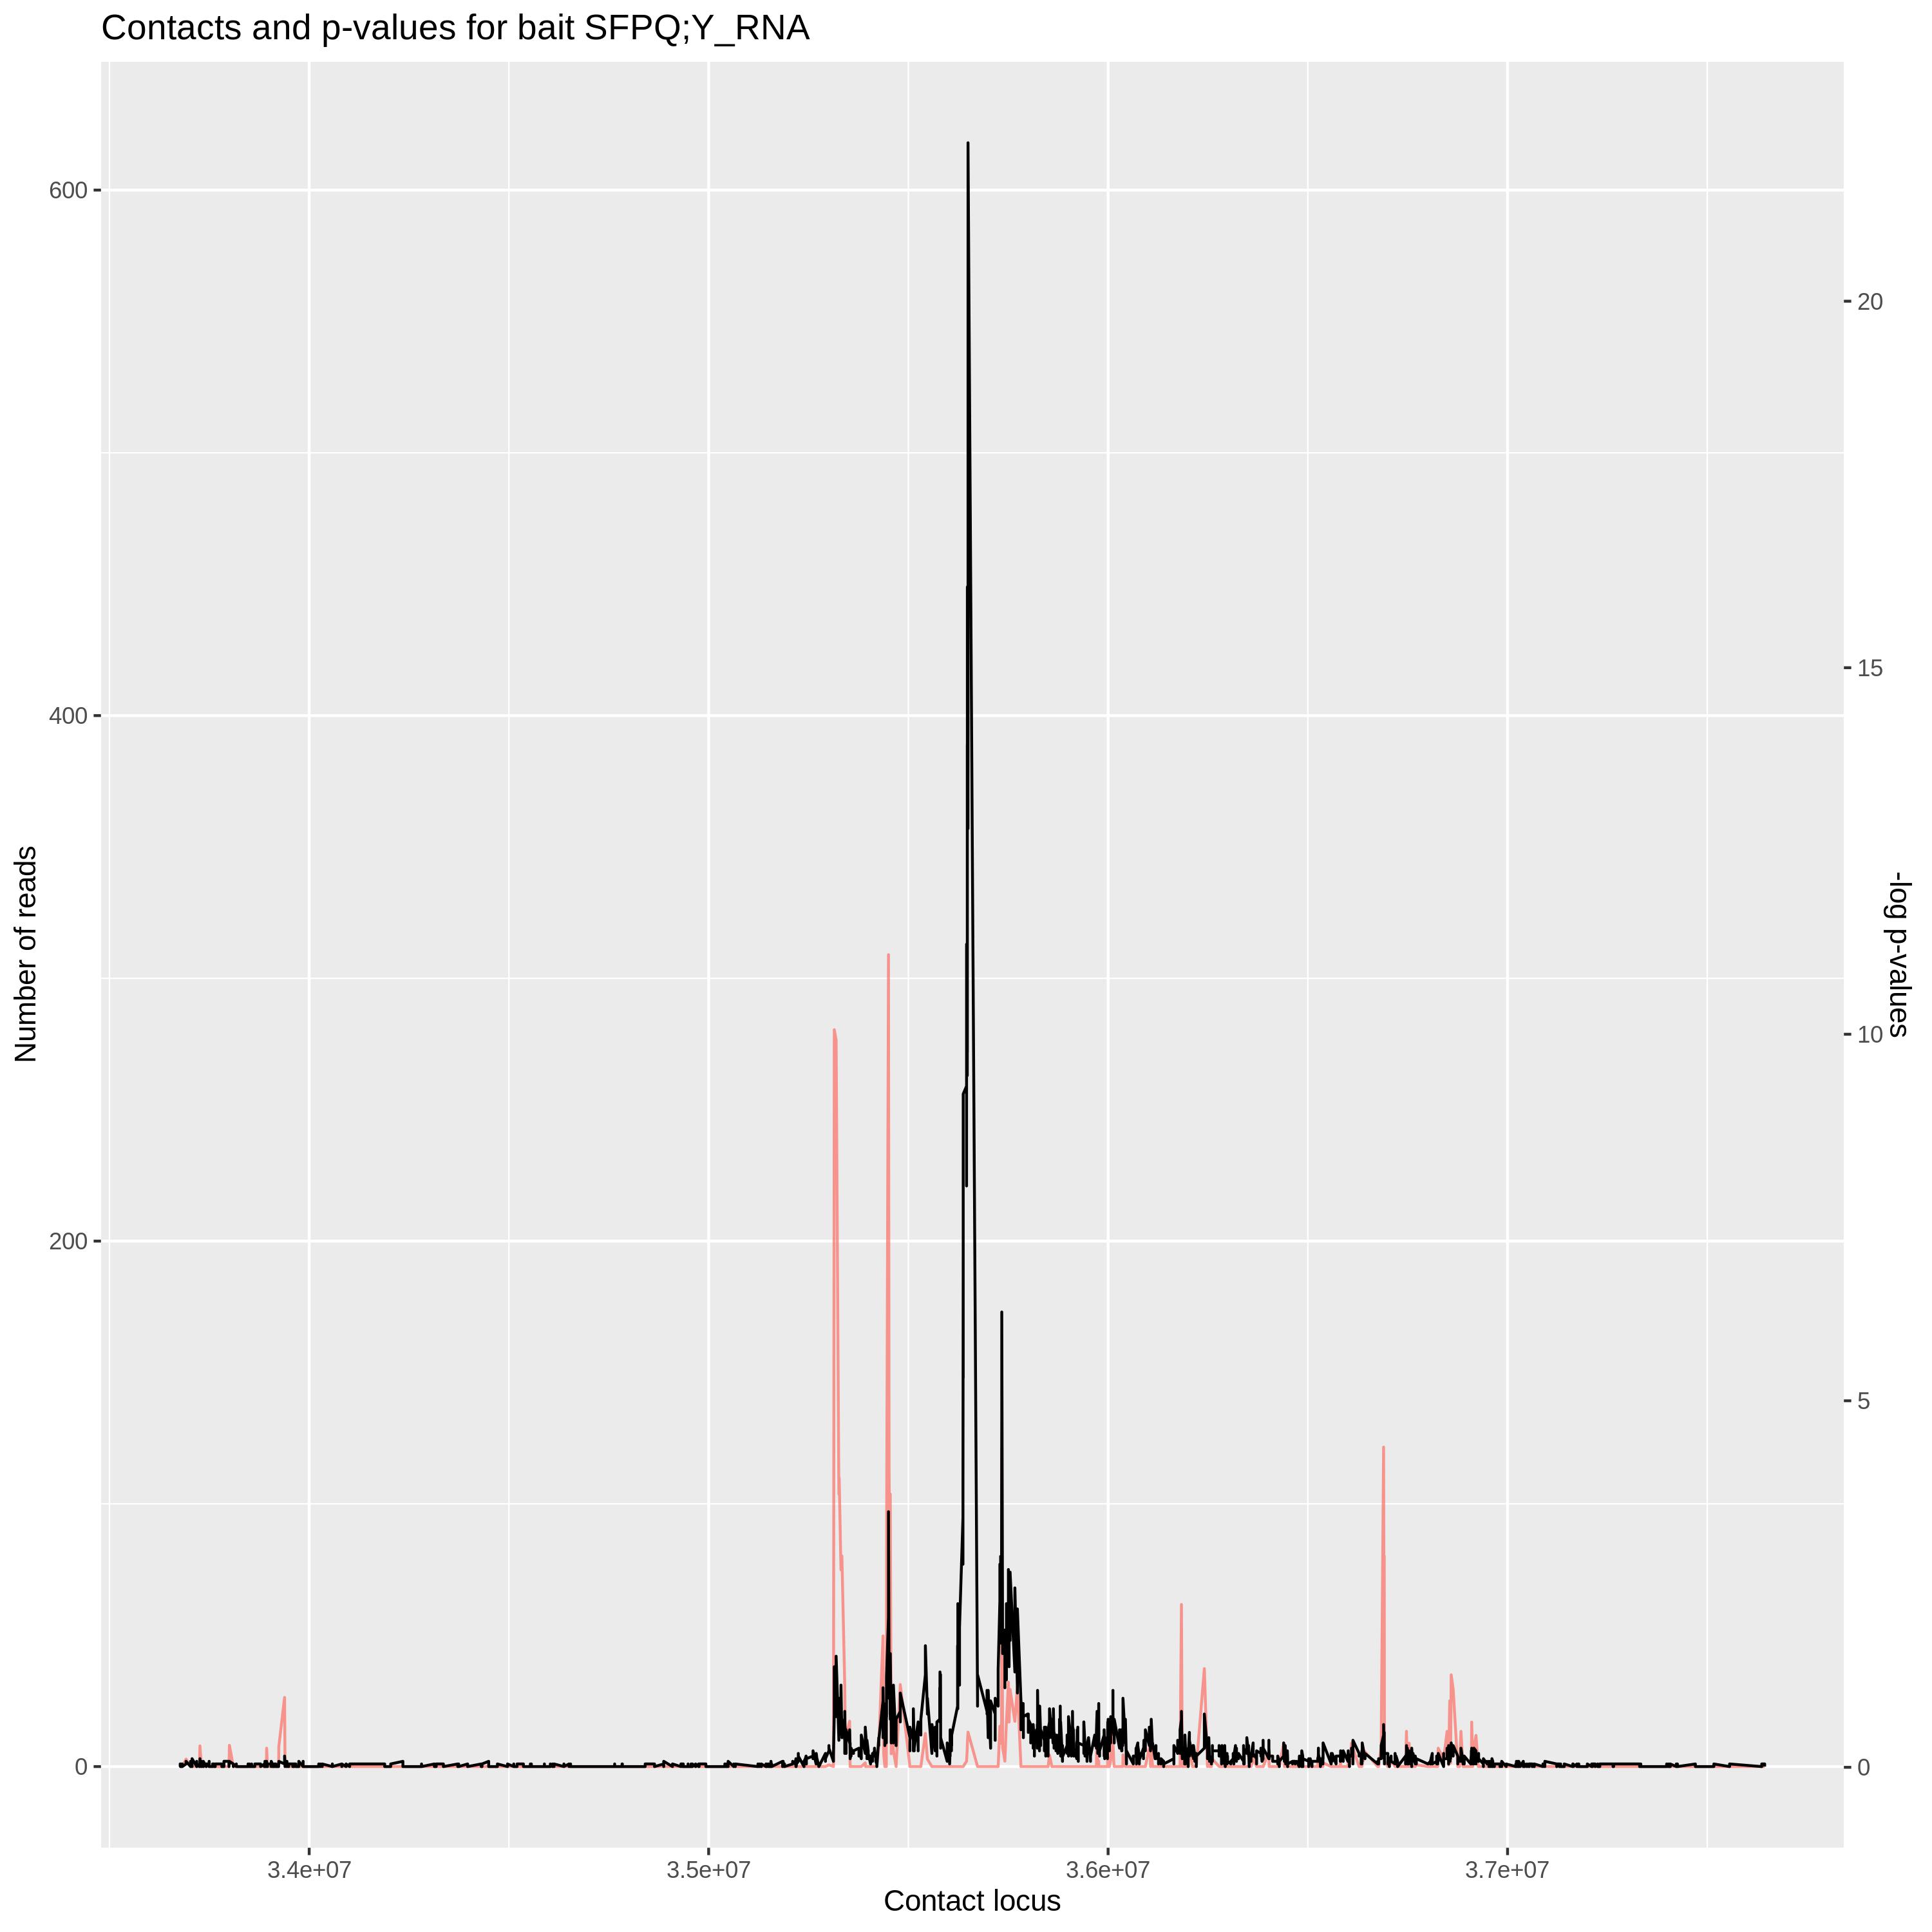 Contacts and p-values for bait SFPQ;Y_RNA
600
400
200
0
Number of reads
20
15
10
5
0
-log p-values
3.4e+07 3.5e+07 3.6e+07 3.7e+07
Contact locus